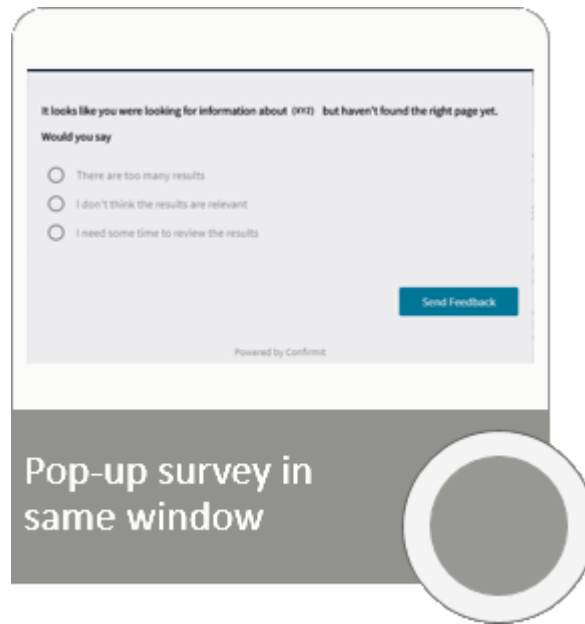 It looks like you were looking for information about (XYZ) but haven't found the right page yet.
Would you say
There are too many results
I don't think the results are relevant
I need some time to review the results
Send Feedback
Powered by Confirmit
Pop-up survey in
same window